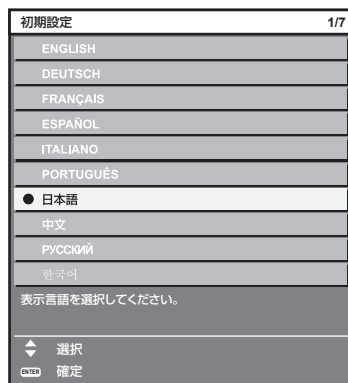 初期設定 1/7
ENGLISH
DEUTSCH
FRANÇAIS
ESPAÑOL
ITALIANO
PORTUGUÊS
日本語
中文
РУССКИЙ
한국어
表示言語を選択してください。
選択
ENTER 確定